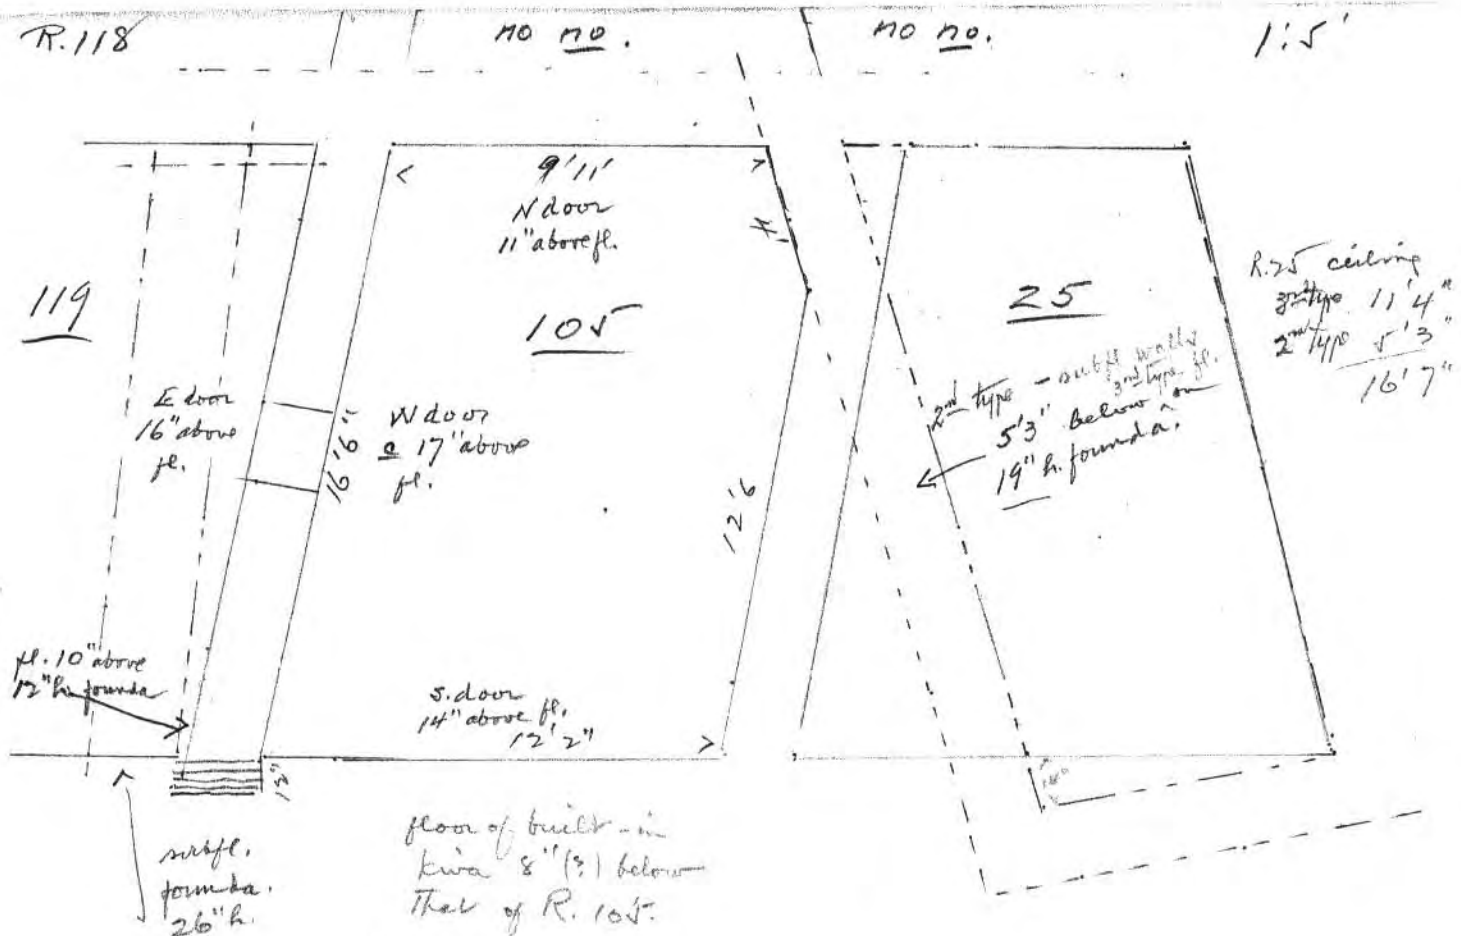 R.118
no no.
no no.
1:5'
9'11'
N door
11" above fl.
119
105
25
R.25 ceiling
3rd type 11'4"
2nd type 5'3"
16'7"
E door
16" above
fl.
16'6"
W door
c 17" above
fl.
2nd type - subfl walls
5'3" below 3rd type fl. on
19" h. founda.
12'6
fl. 10" above
12" h. founda
S. door
14" above fl.
12'2"
subfl.
founda.
26" h.
floor of built-in
kiva 8" (?) below
that of R. 105.